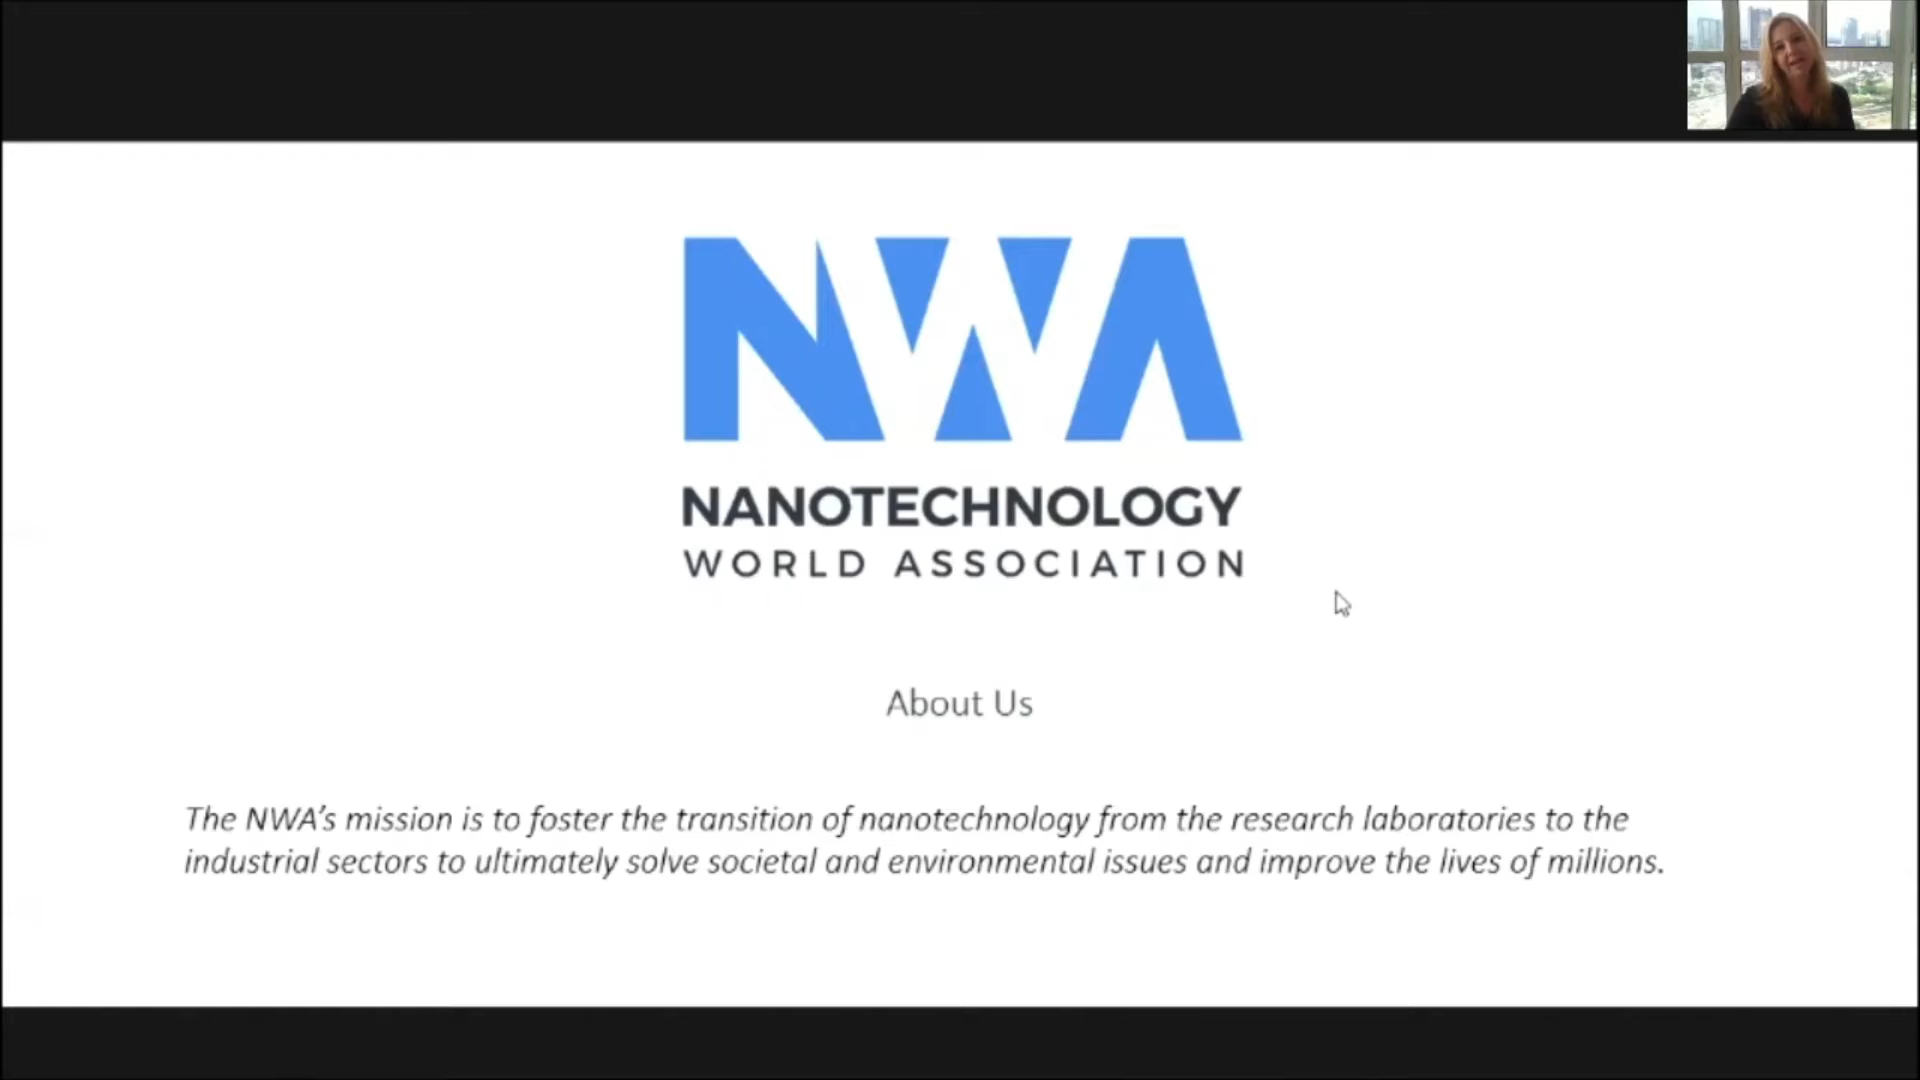 NWA
NANOTECHNOLOGY
WORLD ASSOCIATION
About Us
The NWA’s mission is to foster the transition of nanotechnology from the research laboratories to the
industrial sectors to ultimately solve societal and environmental issues and improve the lives of millions.